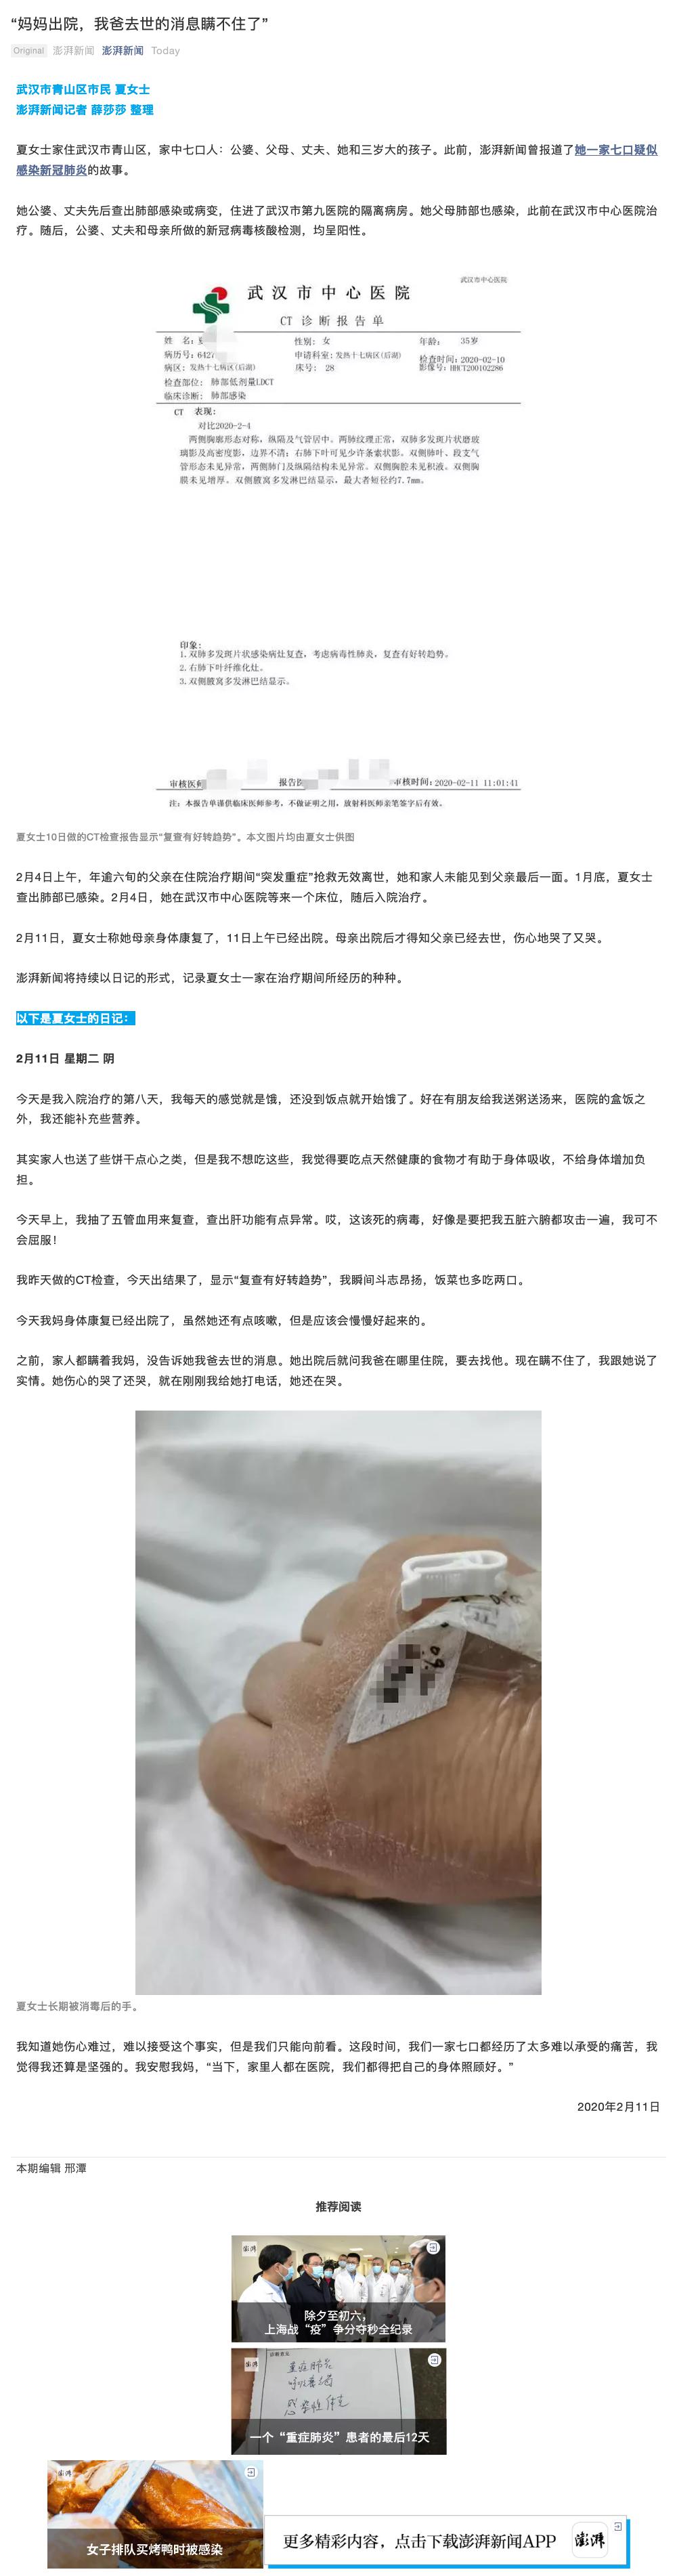 “妈妈出院，我爸去世的消息瞒不住了”
Original 澎湃新闻 澎湃新闻 Today
武汉市青山区市民 夏女士
澎湃新闻记者 薛莎莎 整理
夏女士家住武汉市青山区，家中七口人：公婆、父母、丈夫、她和三岁大的孩子。此前，澎湃新闻曾报道了她一家七口疑似
感染新冠肺炎的故事。
她公婆、丈夫先后查出肺部感染或病变，住进了武汉市第九医院的隔离病房。她父母肺部也感染，此前在武汉市中心医院治
疗。随后，公婆、丈夫和母亲所做的新冠病毒核酸检测，均呈阳性。
武汉市中心医院
武汉市中心医院
CT 诊断报告单
姓 名：夏 性别： 女 年龄： 35岁
病历号：6427 申请科室：发热十七病区(后湖) 检查时间：2020-02-10
病区：发热十七病区(后湖) 床号： 28 影像号：HHCT200102286
检查部位： 肺部低剂量LDCT
临床诊断： 肺部感染
CT 表现：
对比2020-2-4
两侧胸廓形态对称，纵隔及气管居中。两肺纹理正常，双肺多发斑片状磨玻
璃影及高密度影，边界不清；右肺下叶可见少许条索状影。双侧肺叶、段支气
管形态未见异常，两侧肺门及纵隔结构未见异常。双侧胸腔未见积液。双侧胸
膜未见增厚。双侧腋窝多发淋巴结显示，最大者短径约7.7mm。
印象：
1. 双肺多发斑片状感染病灶复查，考虑病毒性肺炎，复查有好转趋势。
2. 右肺下叶纤维化灶。
3. 双侧腋窝多发淋巴结显示。
审核医师 报告医 审核时间：2020-02-11 11:01:41
注：本报告单谨供临床医师参考，不做证明之用，放射科医师亲笔签字后有效。
夏女士10日做的CT检查报告显示“复查有好转趋势”。本文图片均由夏女士供图
2月4日上午，年逾六旬的父亲在住院治疗期间“突发重症”抢救无效离世，她和家人未能见到父亲最后一面。1月底，夏女士
查出肺部已感染。2月4日，她在武汉市中心医院等来一个床位，随后入院治疗。
2月11日，夏女士称她母亲身体康复了，11日上午已经出院。母亲出院后才得知父亲已经去世，伤心地哭了又哭。
澎湃新闻将持续以日记的形式，记录夏女士一家在治疗期间所经历的种种。
以下是夏女士的日记：
2月11日 星期二 阴
今天是我入院治疗的第八天，我每天的感觉就是饿，还没到饭点就开始饿了。好在有朋友给我送粥送汤来，医院的盒饭之
外，我还能补充些营养。
其实家人也送了些饼干点心之类，但是我不想吃这些，我觉得要吃点天然健康的食物才有助于身体吸收，不给身体增加负
担。
今天早上，我抽了五管血用来复查，查出肝功能有点异常。哎，这该死的病毒，好像是要把我五脏六腑都攻击一遍，我可不
会屈服！
我昨天做的CT检查，今天出结果了，显示“复查有好转趋势”，我瞬间斗志昂扬，饭菜也多吃两口。
今天我妈身体康复已经出院了，虽然她还有点咳嗽，但是应该会慢慢好起来的。
之前，家人都瞒着我妈，没告诉她我爸去世的消息。她出院后就问我爸在哪里住院，要去找他。现在瞒不住了，我跟她说了
实情。她伤心的哭了还哭，就在刚刚我给她打电话，她还在哭。
夏女士长期被消毒后的手。
我知道她伤心难过，难以接受这个事实，但是我们只能向前看。这段时间，我们一家七口都经历了太多难以承受的痛苦，我
觉得我还算是坚强的。我安慰我妈，“当下，家里人都在医院，我们都得把自己的身体照顾好。”
2020年2月11日
本期编辑 邢潭
推荐阅读
澎湃
除夕至初六，
上海战“疫”争分夺秒全纪录
澎湃
重症肺炎
一个“重症肺炎”患者的最后12天
澎湃
女子排队买烤鸭时被感染
更多精彩内容，点击下载澎湃新闻APP
澎湃